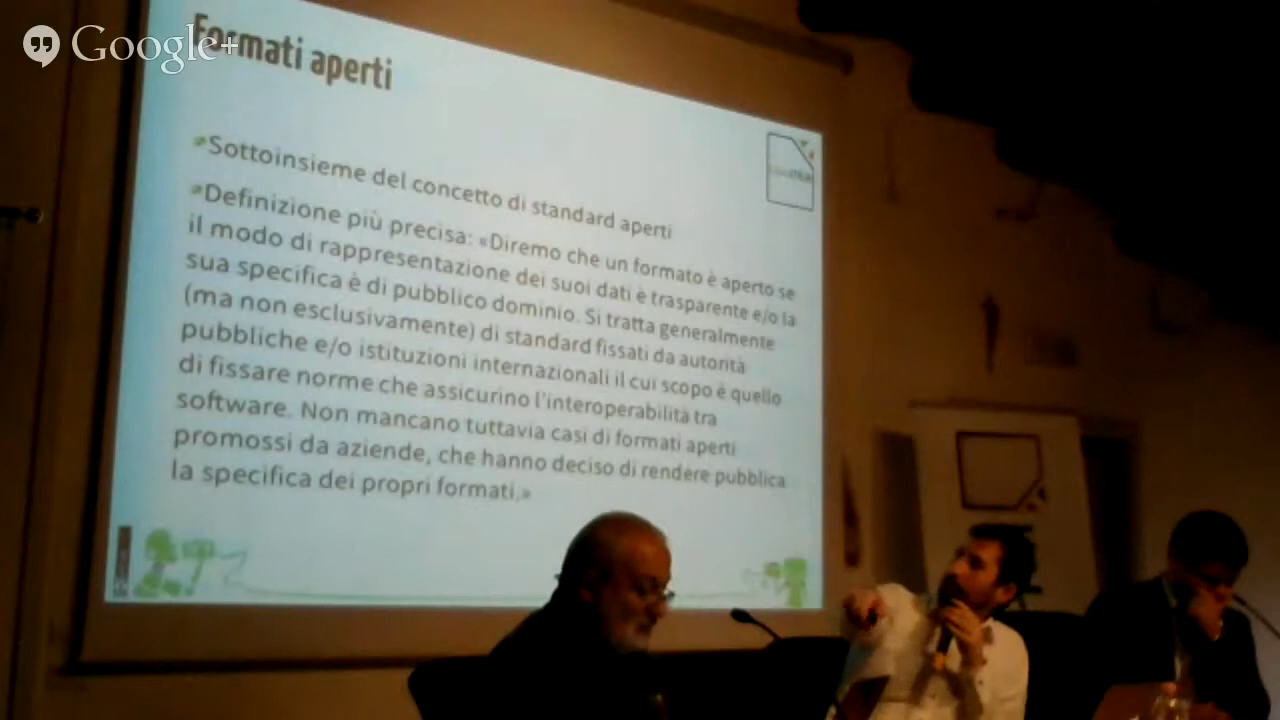 Google+
Formati aperti
Sottoinsieme del concetto di standard aperti
Definizione più precisa: «Diremo che un formato è aperto se
il modo di rappresentazione dei suoi dati è trasparente e/o la
sua specifica è di pubblico dominio. Si tratta generalmente
(ma non esclusivamente) di standard fissati da autorità
pubbliche e/o istituzioni internazionali il cui scopo è quello
di fissare norme che assicurino l'interoperabilità tra
software. Non mancano tuttavia casi di formati aperti
promossi da aziende, che hanno deciso di rendere pubblica
la specifica dei propri formati.»